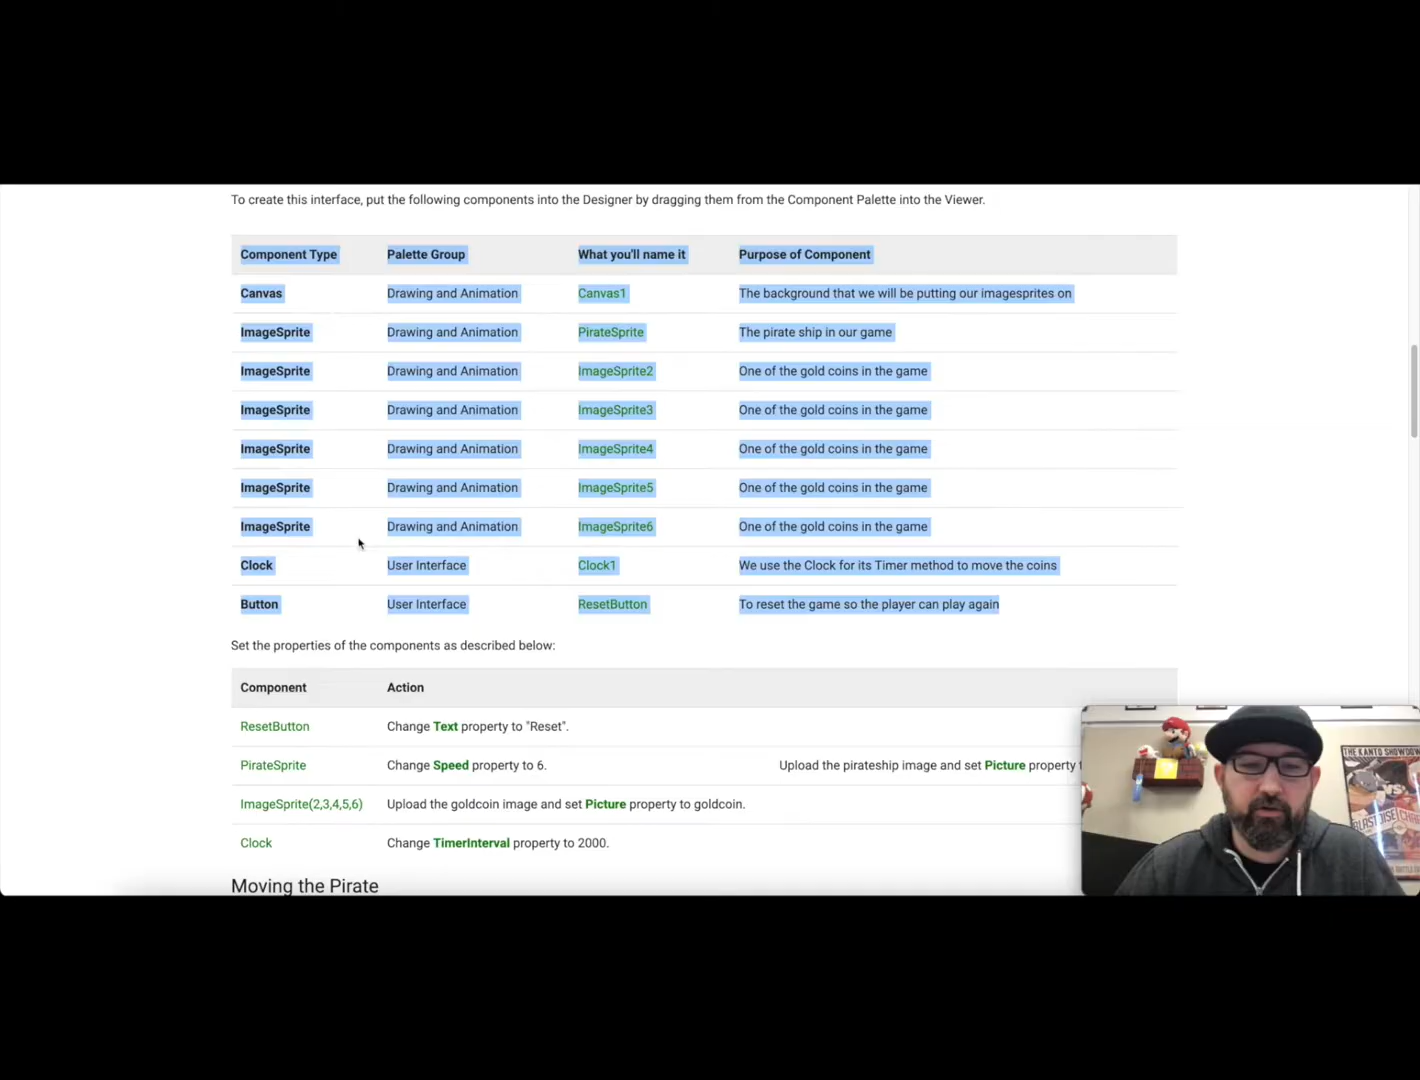 To create this interface, put the following components into the Designer by dragging them from the Component Palette into the Viewer.
Component Type Palette Group What you'll name it Purpose of Component
Canvas Drawing and Animation Canvas1 The background that we will be putting our imagesprites on
ImageSprite Drawing and Animation PirateSprite The pirate ship in our game
ImageSprite Drawing and Animation ImageSprite2 One of the gold coins in the game
ImageSprite Drawing and Animation ImageSprite3 One of the gold coins in the game
ImageSprite Drawing and Animation ImageSprite4 One of the gold coins in the game
ImageSprite Drawing and Animation ImageSprite5 One of the gold coins in the game
ImageSprite Drawing and Animation ImageSprite6 One of the gold coins in the game
Clock User Interface Clock1 We use the Clock for its Timer method to move the coins
Button User Interface ResetButton To reset the game so the player can play again
Set the properties of the components as described below:
Component Action
ResetButton Change Text property to "Reset".
PirateSprite Change Speed property to 6. Upload the pirateship image and set Picture property
ImageSprite(2,3,4,5,6) Upload the goldcoin image and set Picture property to goldcoin.
Clock Change TimerInterval property to 2000.
Moving the Pirate
THE KANTO SHOWDOW
VS